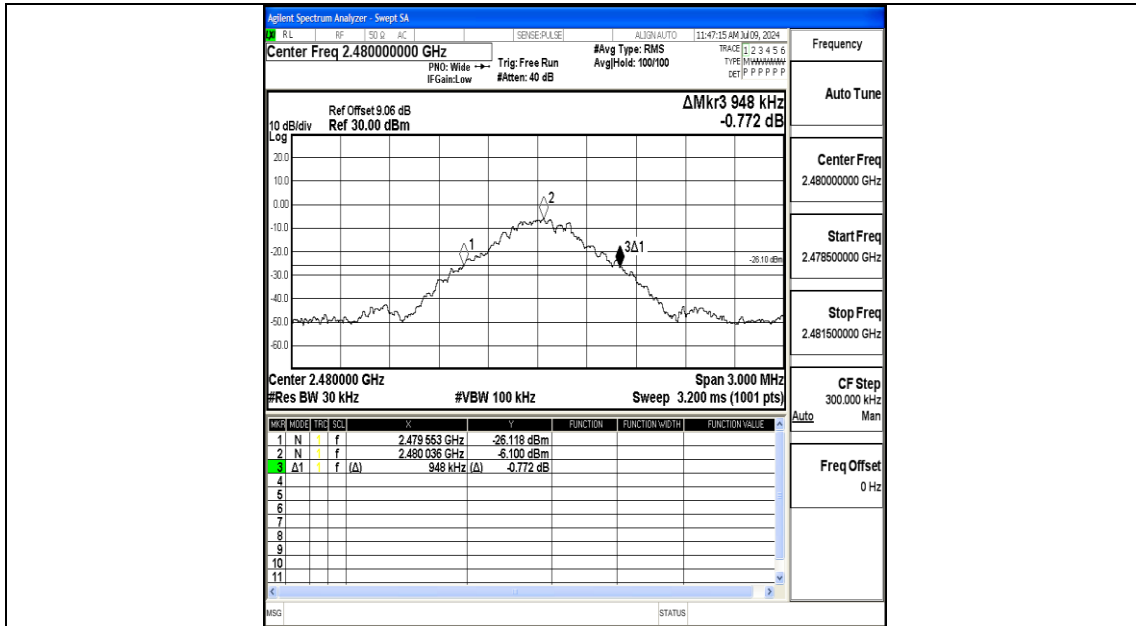 Agilent Spectrum Analyzer - Swept SA
LXI RL RF 50 Ω AC SENSE:PULSE ALIGN AUTO 11:47:15 AM Jul 09, 2024
Center Freq 2.480000000 GHz
PNO: Wide
IFGain:Low
Trig: Free Run
#Atten: 40 dB
#Avg Type: RMS
Avg|Hold: 100/100
TRACE 1 2 3 4 5 6
TYPE MWWWWW
DET P P P P P P
Frequency
Auto Tune
Center Freq
2.480000000 GHz
Start Freq
2.478500000 GHz
Stop Freq
2.481500000 GHz
CF Step
300.000 kHz
Auto Man
Freq Offset
0 Hz
ΔMkr3 948 kHz
-0.772 dB
Ref Offset 9.06 dB
10 dB/div Ref 30.00 dBm
Log
20.0
10.0
0.00
-10.0
-20.0
-30.0
-40.0
-50.0
-60.0
1
2
3Δ1
-26.10 dBm
Center 2.480000 GHz Span 3.000 MHz
#Res BW 30 kHz #VBW 100 kHz Sweep 3.200 ms (1001 pts)
MKR MODE TRC SCL X Y FUNCTION FUNCTION WIDTH FUNCTION VALUE
1 N 1 f 2.479 553 GHz -26.118 dBm
2 N 1 f 2.480 036 GHz -6.100 dBm
3 Δ1 1 f (Δ) 948 kHz (Δ) -0.772 dB
4
5
6
7
8
9
10
11
MSG STATUS